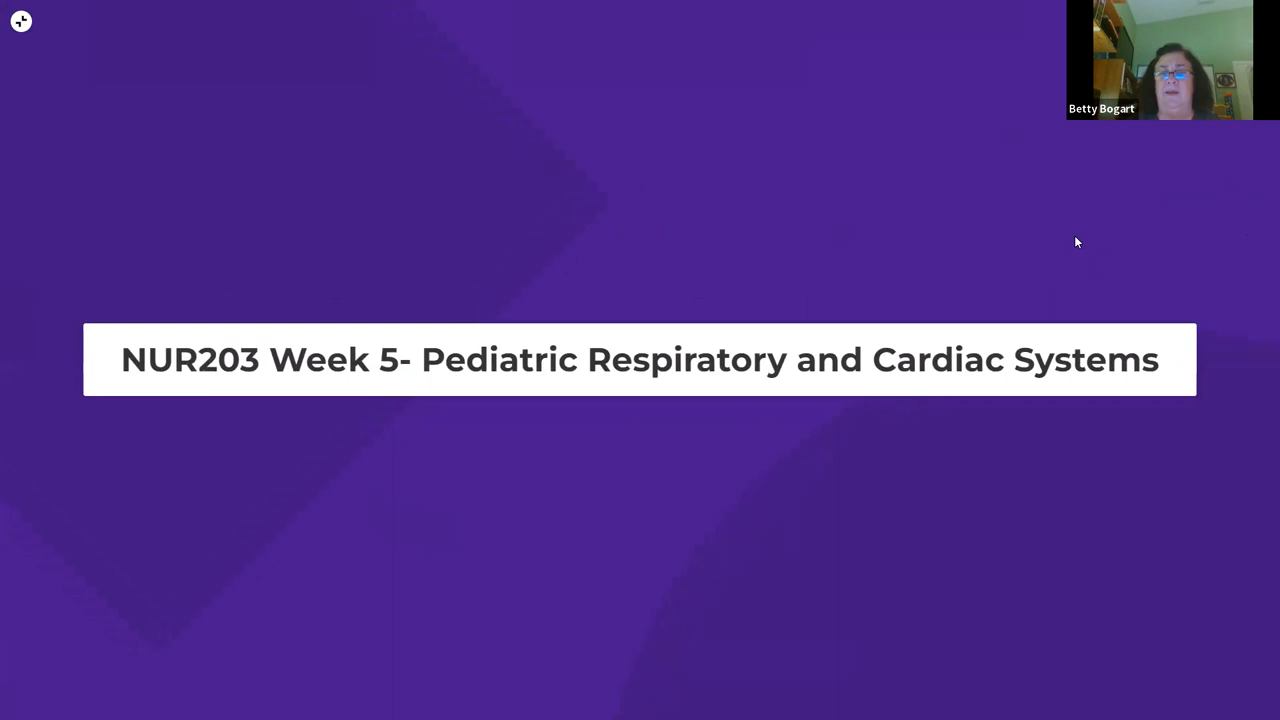 Betty Bogart
NUR203 Week 5- Pediatric Respiratory and Cardiac Systems